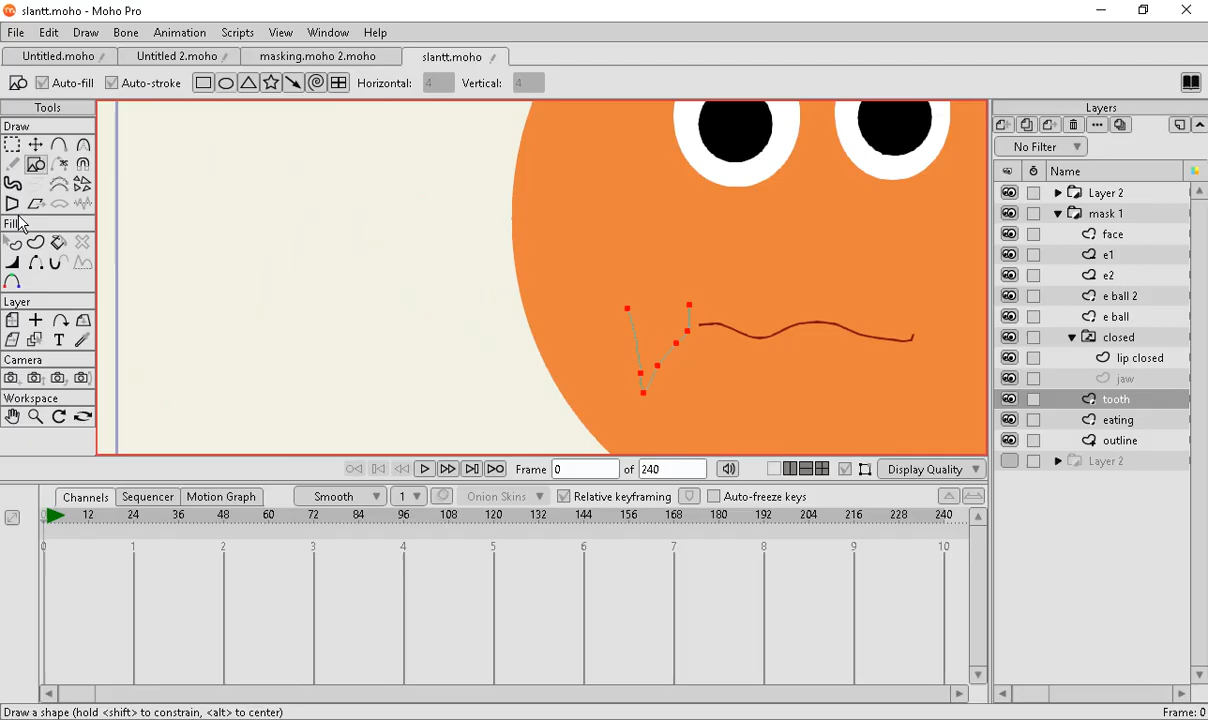 slantt.moho - Moho Pro
File Edit Draw Bone Animation Scripts View Window Help
Untitled.moho Untitled 2.moho masking.moho 2.moho slantt.moho
Auto-fill Auto-stroke Horizontal: 4 Vertical: 4
Tools
Draw
Fill
Layer
Camera
Workspace
Layers
No Filter
Name
Layer 2
mask 1
face
e1
e2
e ball 2
e ball
closed
lip closed
jaw
tooth
eating
outline
Layer 2
Frame 0 of 240 Display Quality
Channels Sequencer Motion Graph Smooth 1 Onion Skins Relative keyframing Auto-freeze keys
0 12 24 36 48 60 72 84 96 108 120 132 144 156 168 180 192 204 216 228 240
0 1 2 3 4 5 6 7 8 9 10
Draw a shape (hold <shift> to constrain, <alt> to center) Frame: 0